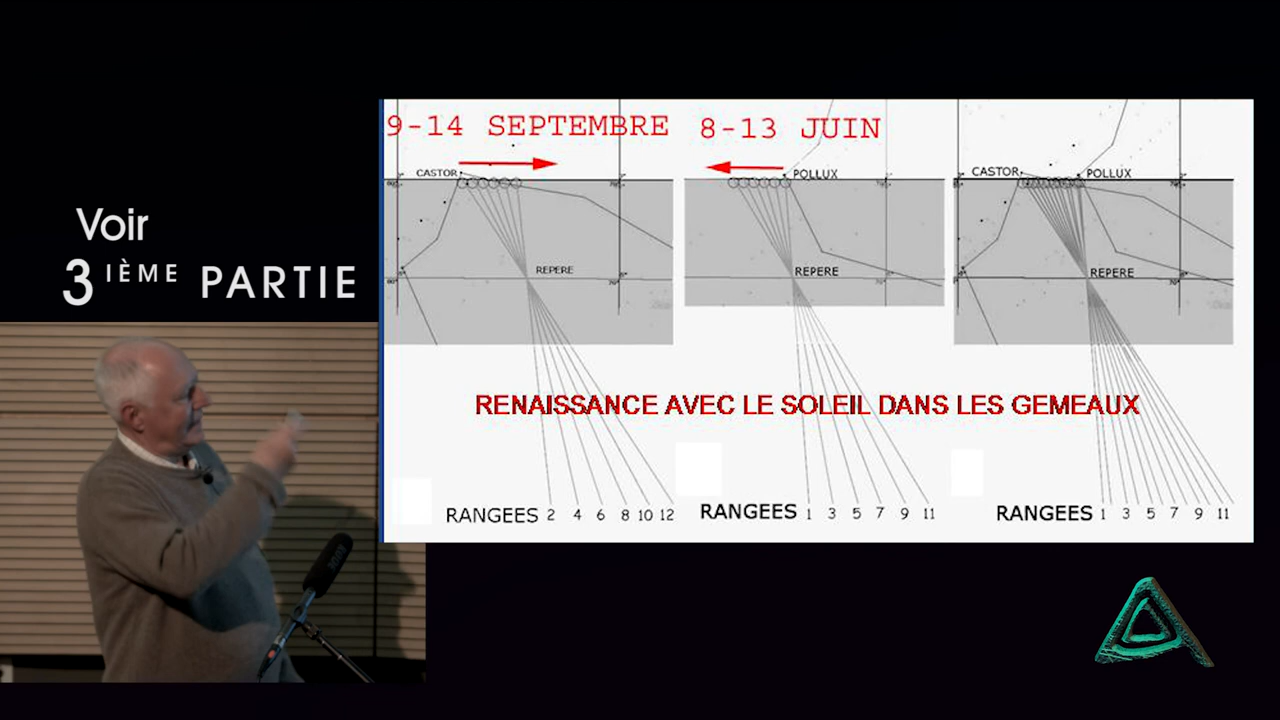 Voir
3IÈME PARTIE
9-14 SEPTEMBRE
8-13 JUIN
CASTOR
POLLUX
CASTOR
POLLUX
REPERE
REPERE
REPERE
RENAISSANCE AVEC LE SOLEIL DANS LES GEMEAUX
RANGEES 2 4 6 8 10 12
RANGEES 1 3 5 7 9 11
RANGEES 1 3 5 7 9 11